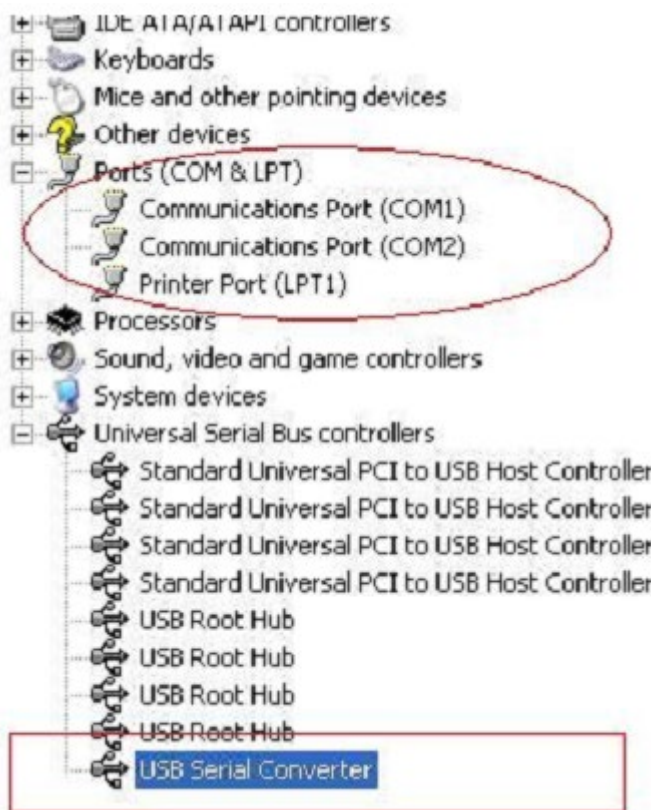 IDE ATA/ATAPI controllers
Keyboards
Mice and other pointing devices
Other devices
Ports (COM & LPT)
Communications Port (COM1)
Communications Port (COM2)
Printer Port (LPT1)
Processors
Sound, video and game controllers
System devices
Universal Serial Bus controllers
Standard Universal PCI to USB Host Controller
Standard Universal PCI to USB Host Controller
Standard Universal PCI to USB Host Controller
Standard Universal PCI to USB Host Controller
USB Root Hub
USB Root Hub
USB Root Hub
USB Root Hub
USB Serial Converter